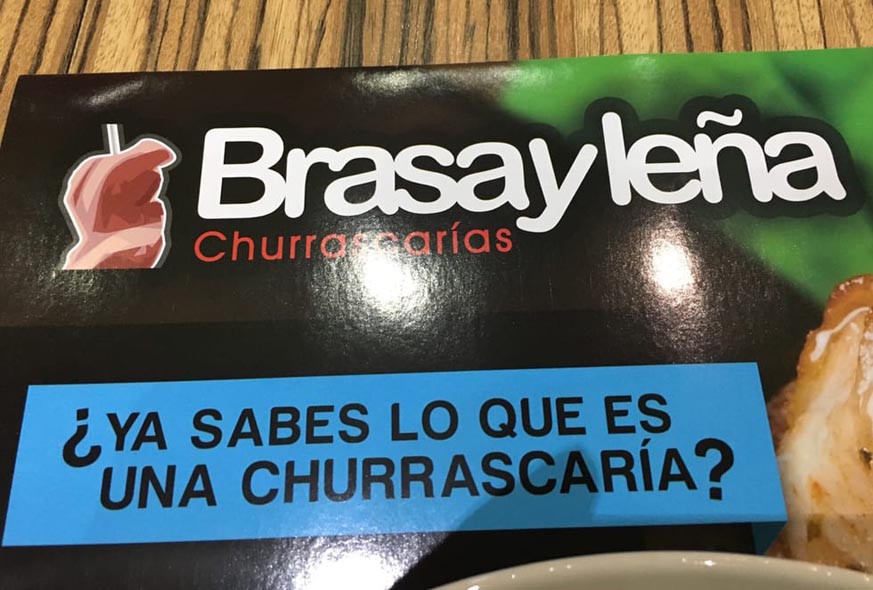 Brasayleña
Churrascarías
¿YA SABES LO QUE ES
UNA CHURRASCARÍA?